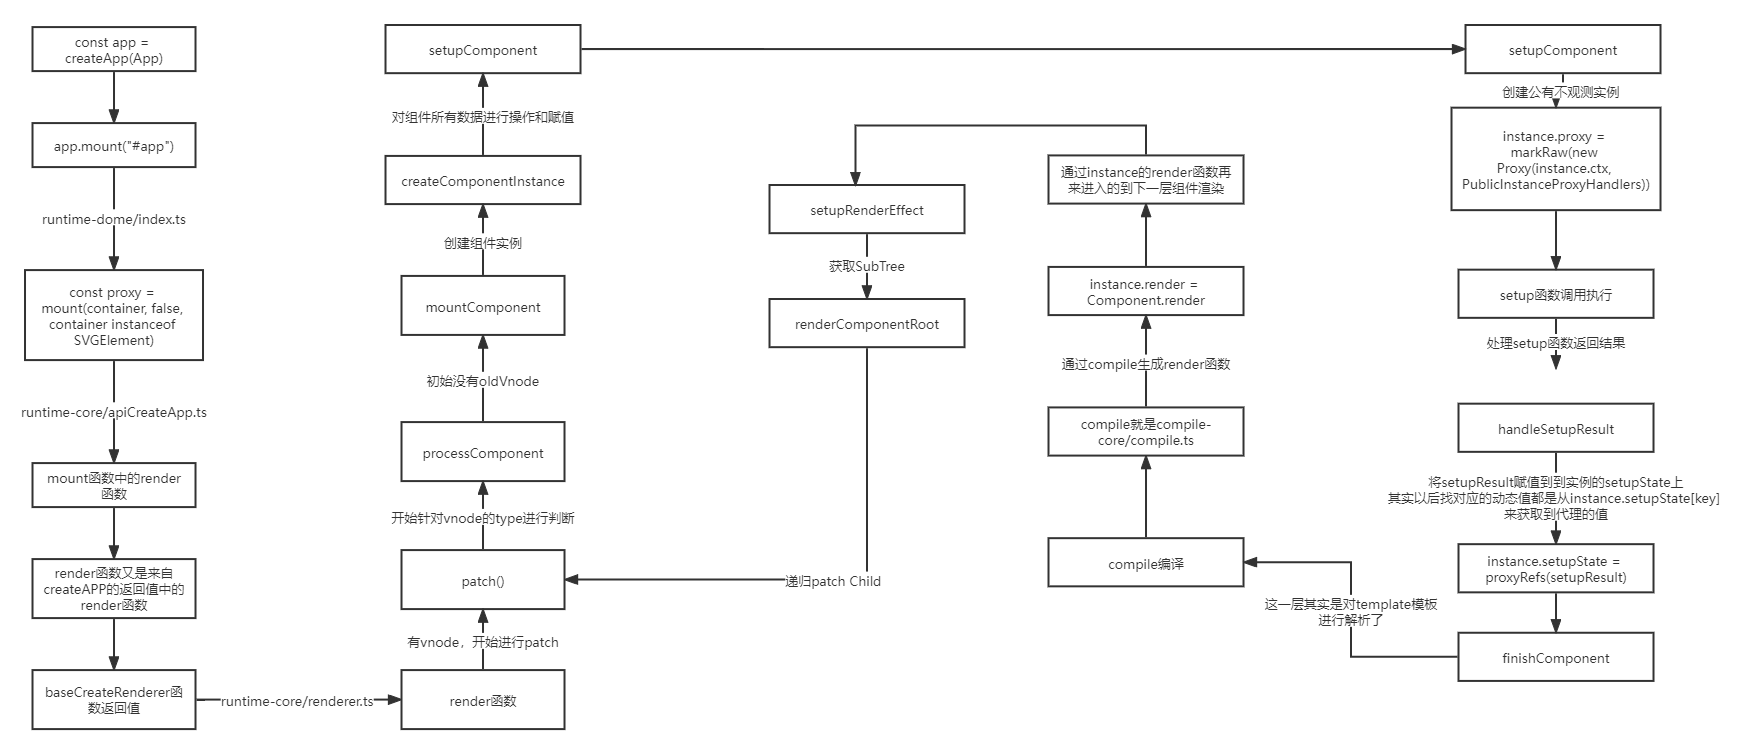 const app =
createApp(App)
app.mount("#app")
runtime-dome/index.ts
const proxy =
mount(container, false,
container instanceof
SVGElement)
runtime-core/apiCreateApp.ts
mount函数中的render
函数
render函数又是来自
createAPP的返回值中的
render函数
baseCreateRenderer函
数返回值
runtime-core/renderer.ts
render函数
有vnode，开始进行patch
patch()
开始针对vnode的type进行判断
processComponent
初始没有oldVnode
mountComponent
创建组件实例
createComponentInstance
对组件所有数据进行操作和赋值
setupComponent
setupComponent
创建公有不观测实例
instance.proxy =
markRaw(new
Proxy(instance.ctx,
PublicInstanceProxyHandlers))
setup函数调用执行
处理setup函数返回结果
handleSetupResult
将setupResult赋值到到实例的setupState上
其实以后找对应的动态值都是从instance.setupState[key]
来获取到代理的值
instance.setupState =
proxyRefs(setupResult)
finishComponent
这一层其实是对template模板
进行解析了
compile编译
compile就是compile-
core/compile.ts
通过compile生成render函数
instance.render =
Component.render
通过instance的render函数再
来进入的到下一层组件渲染
setupRenderEffect
获取SubTree
renderComponentRoot
递归patch Child